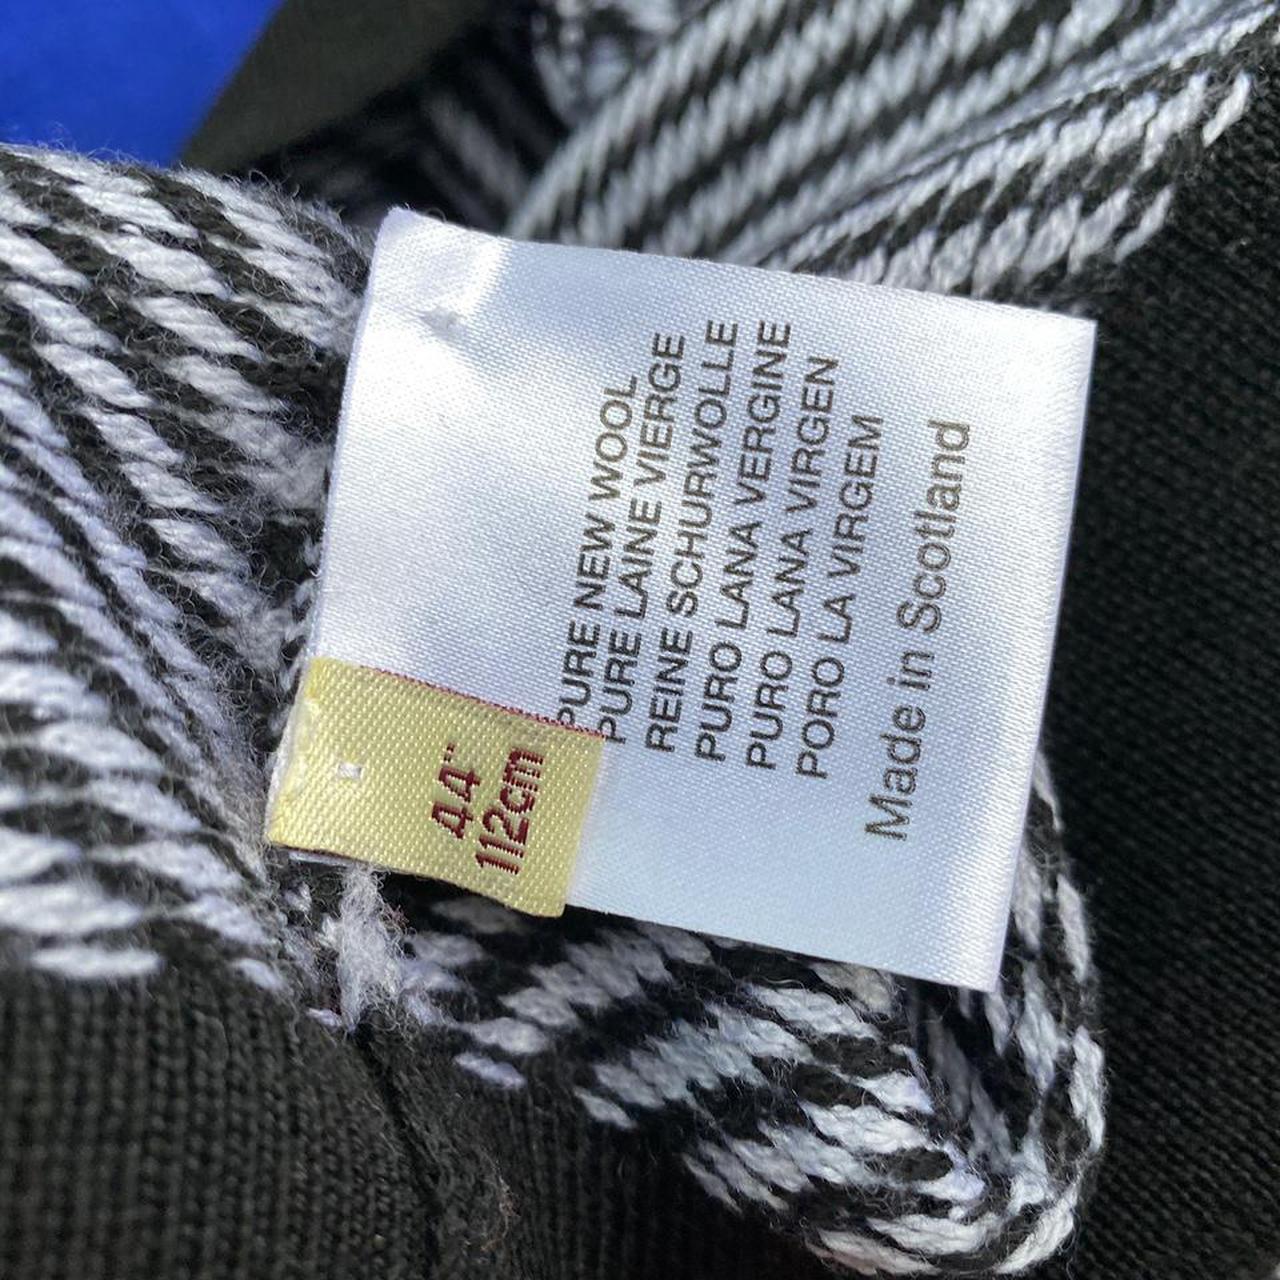 PURE NEW WOOL
PURE LAINE VIERGE
REINE SCHURWOLLE
PURO LANA VERGINE
PURO LANA VIRGEN
PORO LA VIRGEM
Made in Scotland
44"
112cm